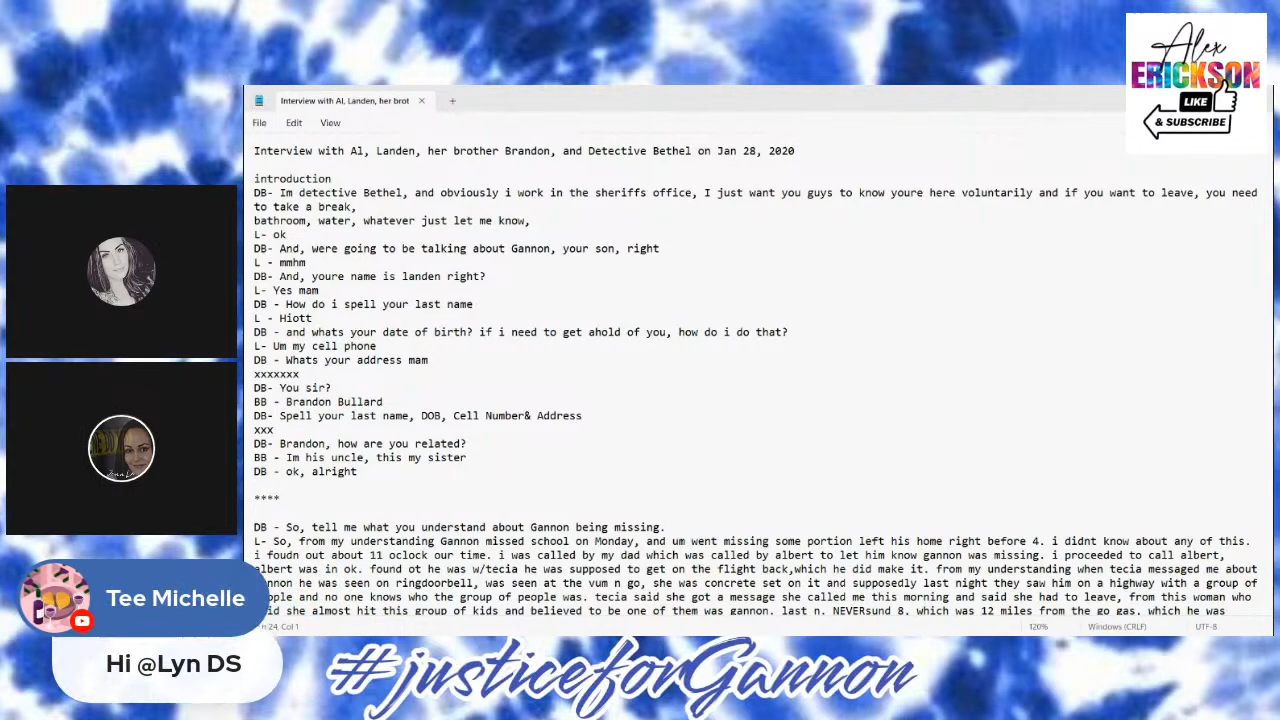 Alex
ERICKSON
LIKE
& SUBSCRIBE
Interview with Al, Landen, her brot
File Edit View
Interview with Al, Landen, her brother Brandon, and Detective Bethel on Jan 28, 2020
introduction
DB- Im detective Bethel, and obviously i work in the sheriffs office, I just want you guys to know youre here voluntarily and if you want to leave, you need
to take a break,
bathroom, water, whatever just let me know,
L- ok
DB- And, were going to be talking about Gannon, your son, right
L - mmhm
DB- And, youre name is landen right?
L- Yes mam
DB - How do i spell your last name
L - Hiott
DB - and whats your date of birth? if i need to get ahold of you, how do i do that?
L- Um my cell phone
DB - Whats your address mam
xxxxxxx
DB- You sir?
BB - Brandon Bullard
DB- Spell your last name, DOB, Cell Number& Address
xxx
DB- Brandon, how are you related?
BB - Im his uncle, this my sister
DB - ok, alright
****
DB - So, tell me what you understand about Gannon being missing.
L- So, from my understanding Gannon missed school on Monday, and um went missing some portion left his home right before 4. i didnt know about any of this.
i foudn out about 11 oclock our time. i was called by my dad which was called by albert to let him know gannon was missing. i proceeded to call albert,
albert was in ok. found ot he was w/tecia he was supposed to get on the flight back,which he did make it. from my understanding when tecia messaged me about
nnon he was seen on ringdoorbell, was seen at the vum n go, she was concrete set on it and supposedly last night they saw him on a highway with a group of
ople and no one knows who the group of people was. tecia said she got a message she called me this morning and said she had to leave, from this woman who
id she almost hit this group of kids and believed to be one of them was gannon. last n. NEVERsund 8. which was 12 miles from the go gas. which he was
n 24, Col 1 120% Windows (CRLF) UTF-8
Tee Michelle
Hi @Lyn DS
#justiceforGannon